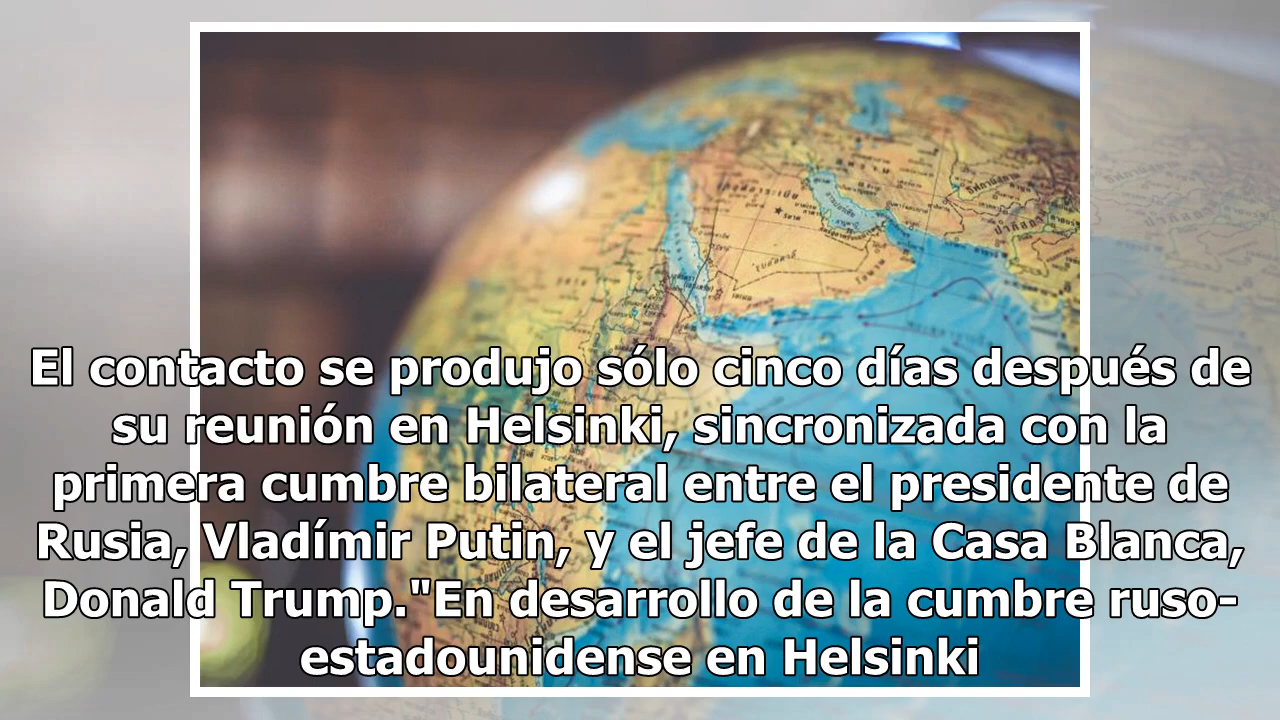 El contacto se produjo sólo cinco días después de
su reunión en Helsinki, sincronizada con la
primera cumbre bilateral entre el presidente de
Rusia, Vladímir Putin, y el jefe de la Casa Blanca,
Donald Trump."En desarrollo de la cumbre ruso-
estadounidense en Helsinki